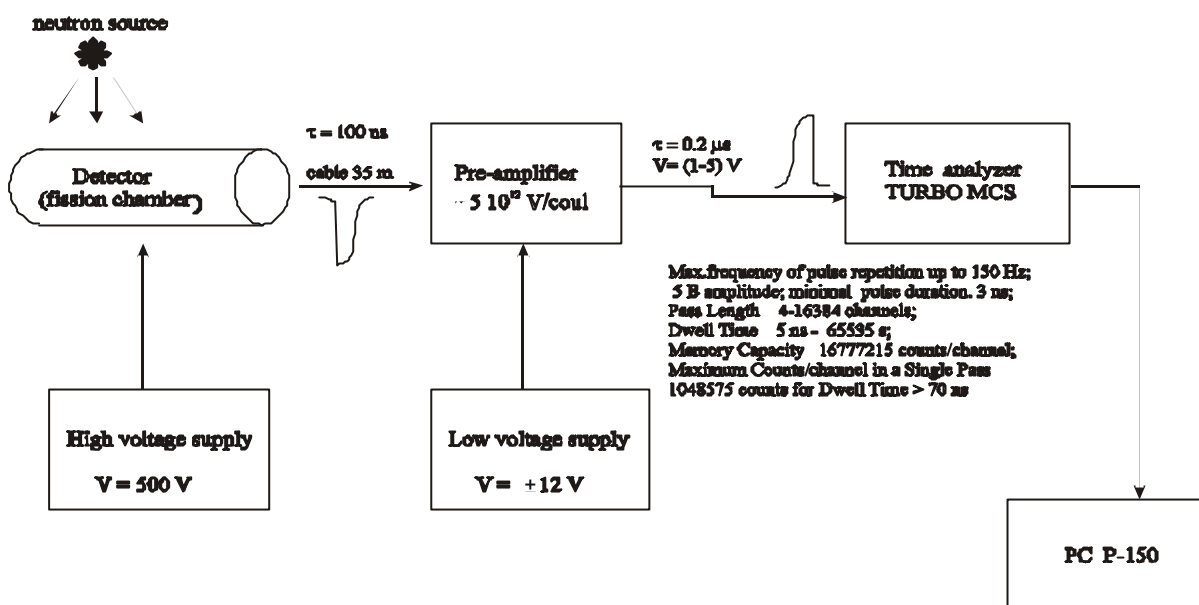 neutron source
τ = 100 ns
cable 35 m
Detector
(fission chamber)
Pre-amplifier
5 10 V/coul
τ = 0.2 μs
V= (1-5) V
Time analyzer
TURBO MCS
Max.frequency of pulse repetition up to 150 Hz;
5 B amplitude; minimal pulse duration. 3 ns;
Pass Length 4-16384 channels;
Dwell Time 5 ns - 65535 s;
Memory Capacity 16777215 counts/channel;
Maximum Counts/channel in a Single Pass
1048575 counts for Dwell Time > 70 ns
High voltage supply
V = 500 V
Low voltage supply
V = ±12 V
PC P-150